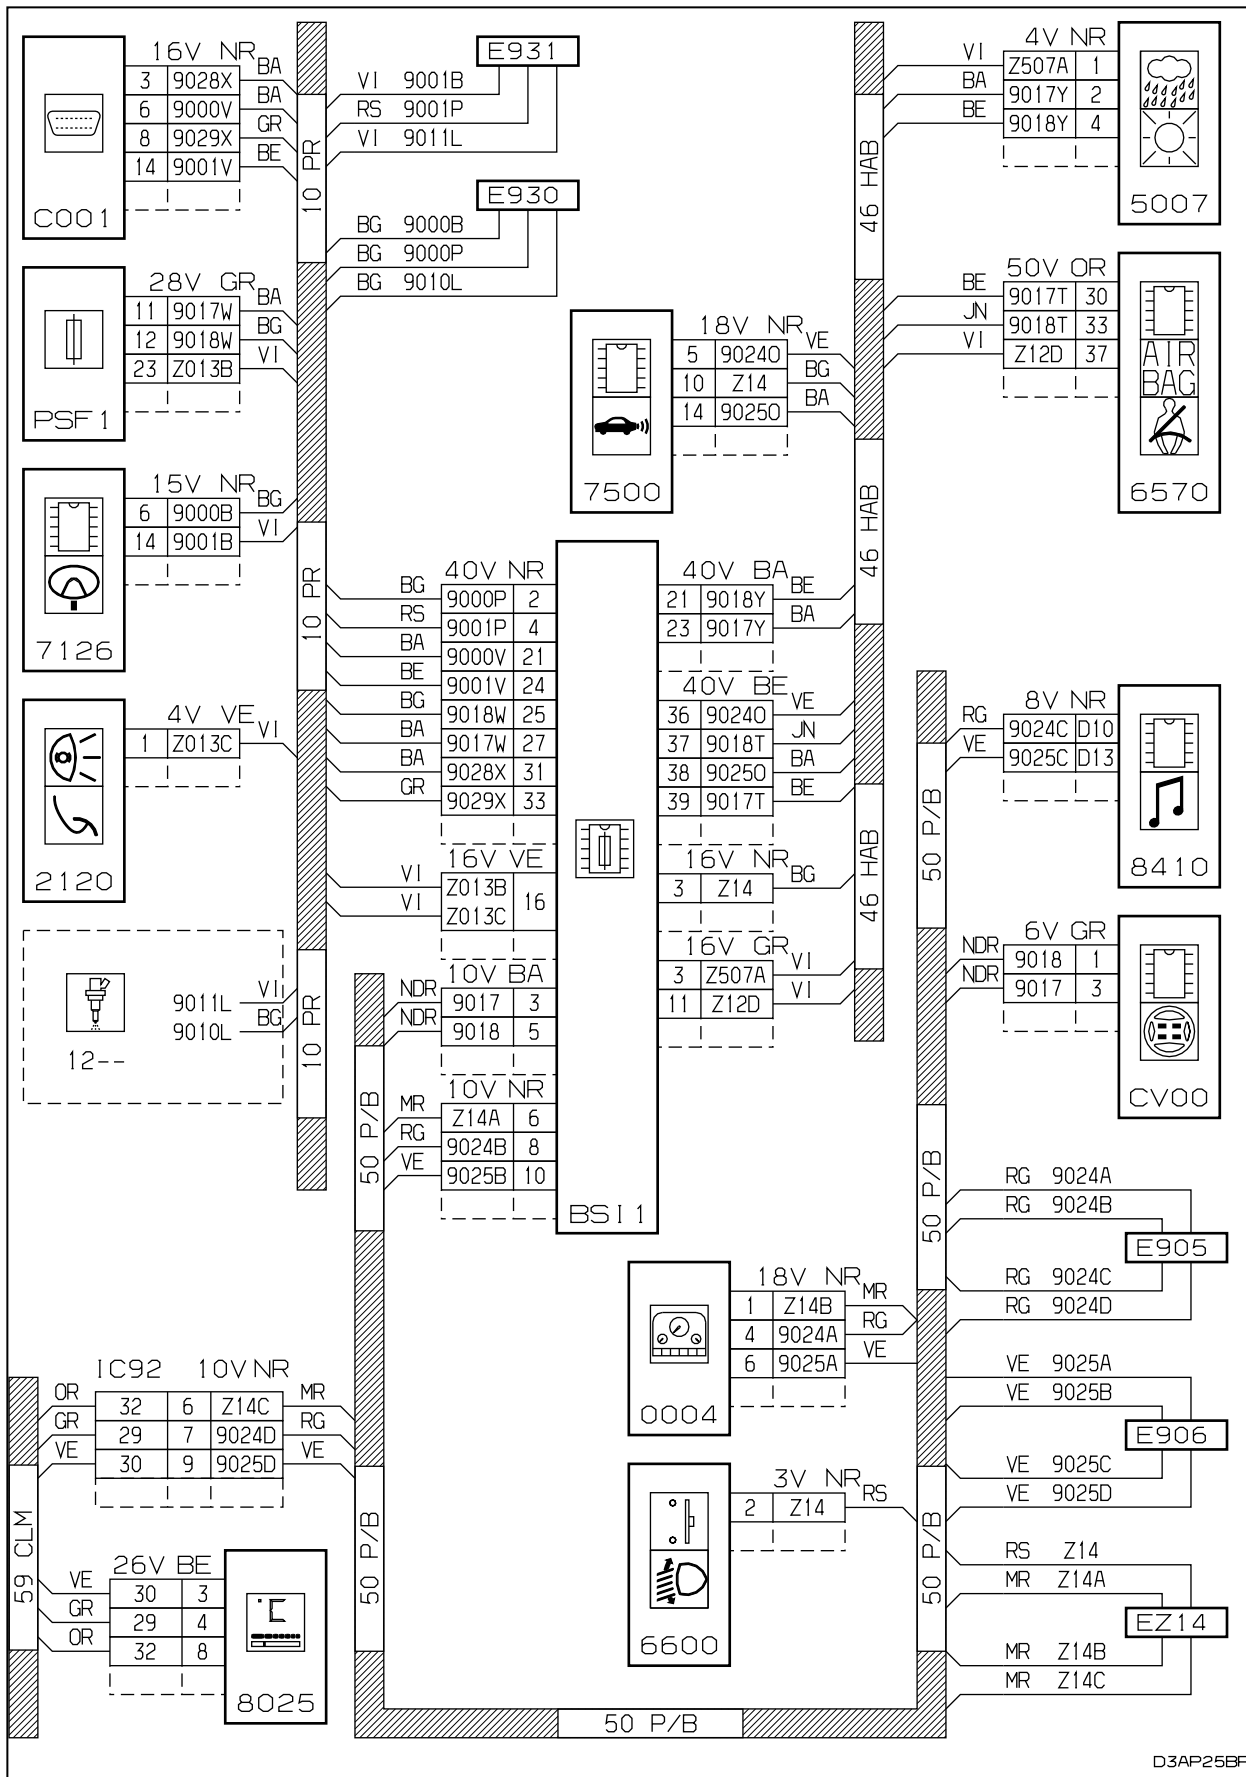 16V NR
3 9028X BA
6 9000V BA
8 9029X GR
14 9001V BE
C001
10 PR
E931
VI 9001B
RS 9001P
VI 9011L
E930
BG 9000B
BG 9000P
BG 9010L
28V GR
11 9017W BA
12 9018W BG
23 Z013B VI
PSF1
15V NR
6 9000B BG
14 9001B VI
7126
10 PR
4V VE
1 Z013C VI
2120
9011L VI
9010L BG
12--
10 PR
46 HAB
4V NR
VI Z507A 1
BA 9017Y 2
BE 9018Y 4
5007
50V OR
BE 9017T 30
JN 9018T 33
VI Z12D 37
AIR
BAG
6570
18V NR
5 9024O VE
10 Z14 BG
14 9025O BA
7500
46 HAB
40V NR
BG 9000P 2
RS 9001P 4
BA 9000V 21
BE 9001V 24
BG 9018W 25
BA 9017W 27
BA 9028X 31
GR 9029X 33
16V VE
VI Z013B
VI Z013C
16
10V BA
NDR 9017 3
NDR 9018 5
10V NR
MR Z14A 6
RG 9024B 8
VE 9025B 10
50 P/B
BSI1
40V BA
21 9018Y BE
23 9017Y BA
40V BE
36 9024O VE
37 9018T JN
38 9025O BA
39 9017T BE
16V NR
3 Z14 BG
16V GR
3 Z507A VI
11 Z12D VI
46 HAB
50 P/B
8V NR
RG 9024C D10
VE 9025C D13
8410
6V GR
NDR 9018 1
NDR 9017 3
CV00
50 P/B
RG 9024A
RG 9024B
E905
RG 9024C
RG 9024D
18V NR
1 Z14B MR
4 9024A RG
6 9025A VE
0004
VE 9025A
VE 9025B
E906
VE 9025C
VE 9025D
IC92 10V NR
OR 32 6 Z14C MR
GR 29 7 9024D RG
VE 30 9 9025D VE
59 CLM
50 P/B
3V NR
2 Z14 RS
6600
50 P/B
RS Z14
MR Z14A
EZ14
MR Z14B
MR Z14C
26V BE
VE 30 3
GR 29 4
OR 32 8
°C
8025
50 P/B
D3AP25BF